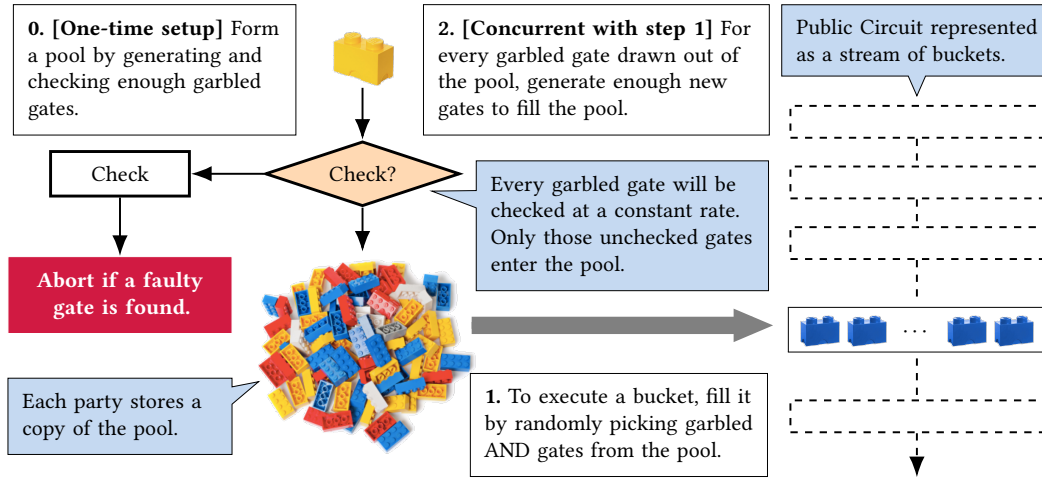 0. [One-time setup] Form
a pool by generating and
checking enough garbled
gates.
2. [Concurrent with step 1] For
every garbled gate drawn out of
the pool, generate enough new
gates to fill the pool.
Public Circuit represented
as a stream of buckets.
Check
Check?
Every garbled gate will be
checked at a constant rate.
Only those unchecked gates
enter the pool.
Abort if a faulty
gate is found.
...
Each party stores a
copy of the pool.
1. To execute a bucket, fill it
by randomly picking garbled
AND gates from the pool.